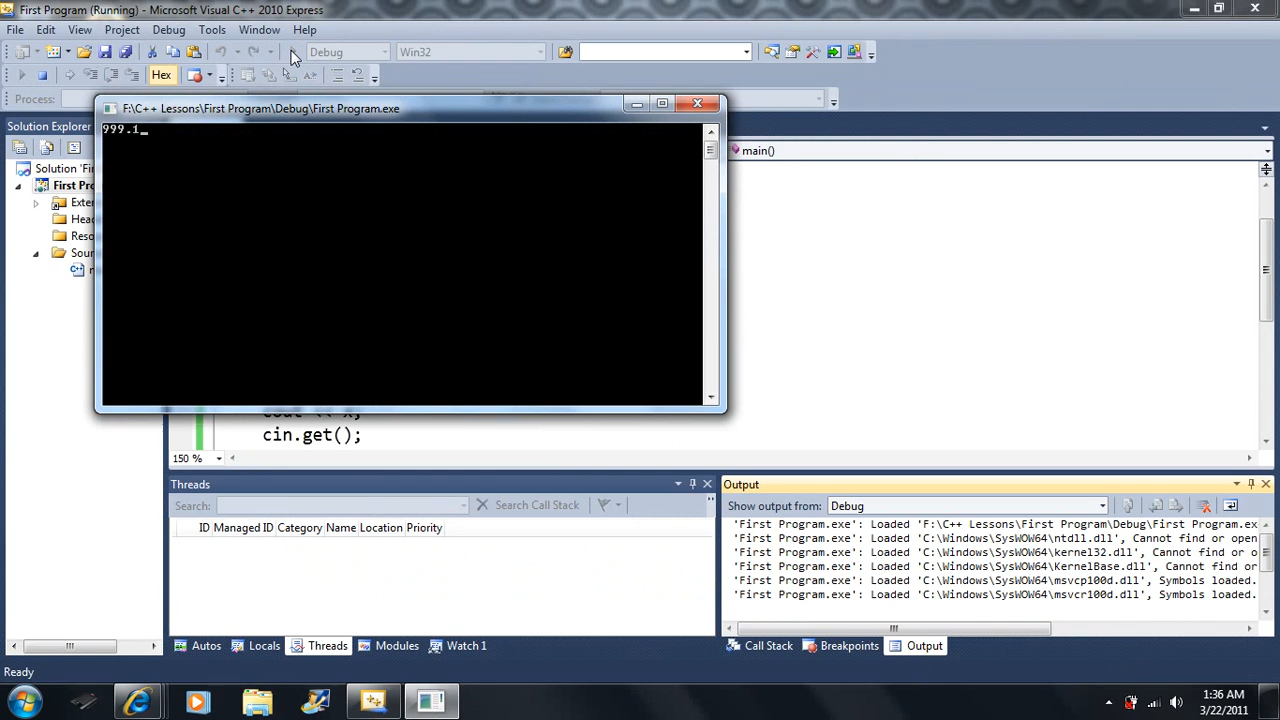 First Program (Running) - Microsoft Visual C++ 2010 Express
File Edit View Project Debug Tools Window Help
Debug Win32
Hex
Process:
F:\C++ Lessons\First Program\Debug\First Program.exe
999.1_
Solution Explorer
main()
Solution 'Fi
First Pro
Exter
Head
Reso
Sour
cin.get();
150 %
Threads
Search: Search Call Stack
ID Managed ID Category Name Location Priority
Output
Show output from: Debug
'First Program.exe': Loaded 'F:\C++ Lessons\First Program\Debug\First Program.exe
'First Program.exe': Loaded 'C:\Windows\SysWOW64\ntdll.dll', Cannot find or open
'First Program.exe': Loaded 'C:\Windows\SysWOW64\kernel32.dll', Cannot find or o
'First Program.exe': Loaded 'C:\Windows\SysWOW64\KernelBase.dll', Cannot find or
'First Program.exe': Loaded 'C:\Windows\SysWOW64\msvcp100d.dll', Symbols loaded.
'First Program.exe': Loaded 'C:\Windows\SysWOW64\msvcr100d.dll', Symbols loaded.
Autos Locals Threads Modules Watch 1
Call Stack Breakpoints Output
Ready
1:36 AM
3/22/2011